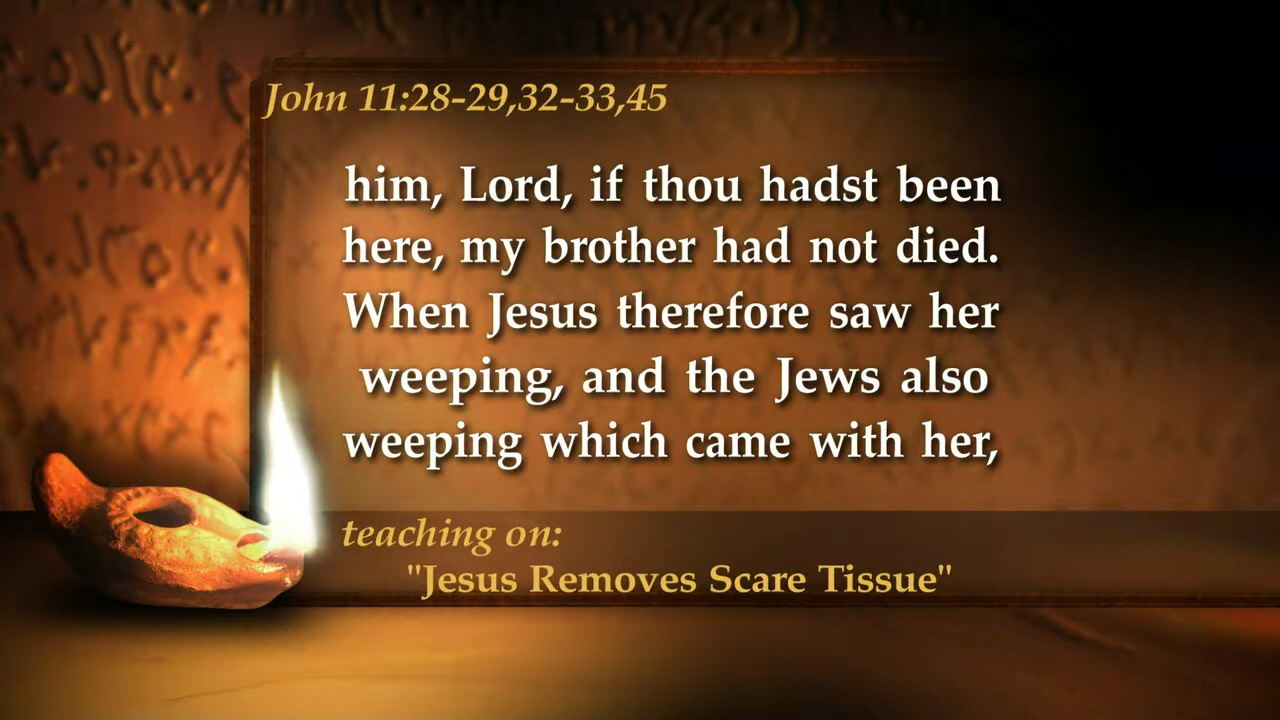 John 11:28-29,32-33,45
him, Lord, if thou hadst been
here, my brother had not died.
When Jesus therefore saw her
weeping, and the Jews also
weeping which came with her,
teaching on:
"Jesus Removes Scare Tissue"